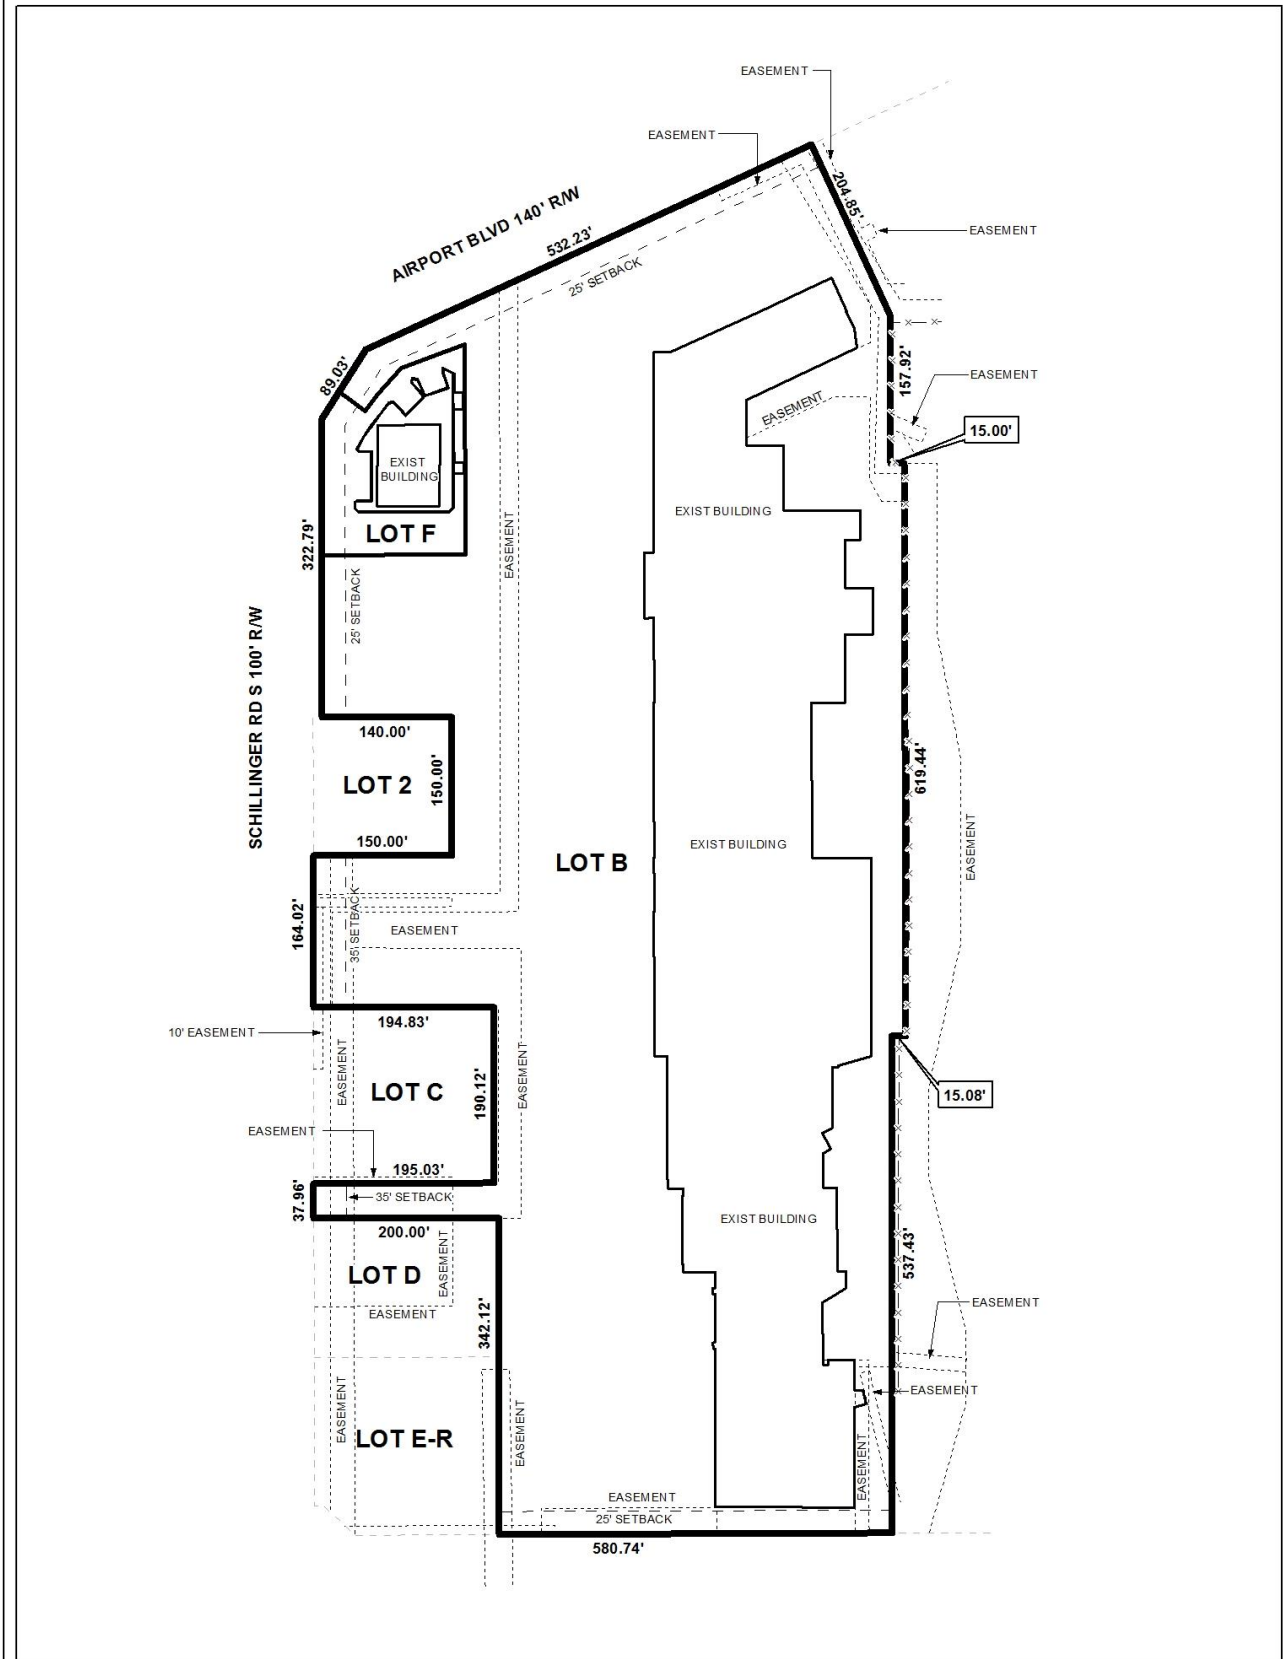 EASEMENT
EASEMENT
204.85'
AIRPORT BLVD 140' R/W
532.23'
EASEMENT
25' SETBACK
89.03'
157.92'
EASEMENT
EASEMENT
15.00'
EXIST
BUILDING
EXIST BUILDING
LOT F
322.79'
EASEMENT
25' SETBACK
SCHILLINGER RD S 100' R/W
140.00'
LOT 2
150.00'
619.44'
150.00'
EXIST BUILDING
EASEMENT
LOT B
35' SETBACK
164.02'
EASEMENT
194.83'
10' EASEMENT
EASEMENT
LOT C
190.12'
EASEMENT
15.08'
EASEMENT
195.03'
37.96'
35' SETBACK
EXIST BUILDING
200.00'
EASEMENT
537.43'
LOT D
EASEMENT
342.12'
EASEMENT
EASEMENT
EASEMENT
LOT E-R
EASEMENT
EASEMENT
EASEMENT
25' SETBACK
580.74'